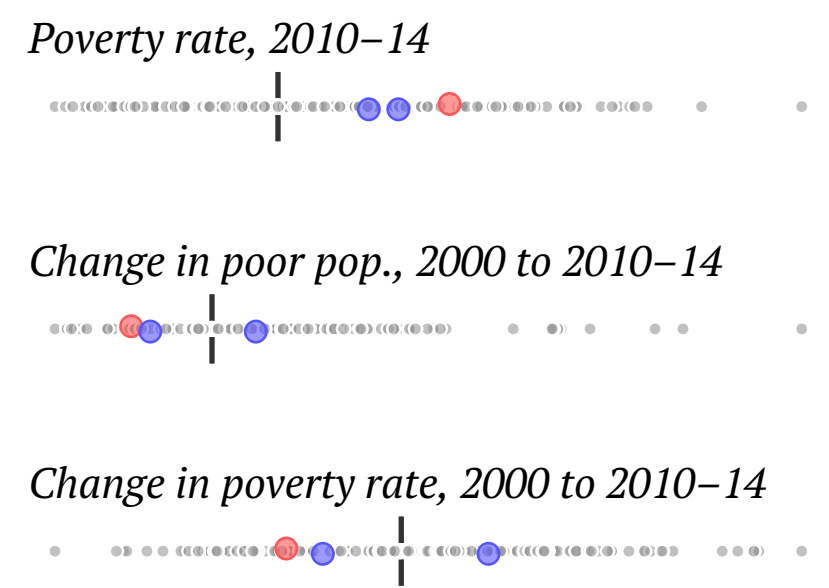 Poverty rate, 2010–14
Change in poor pop., 2000 to 2010–14
Change in poverty rate, 2000 to 2010–14